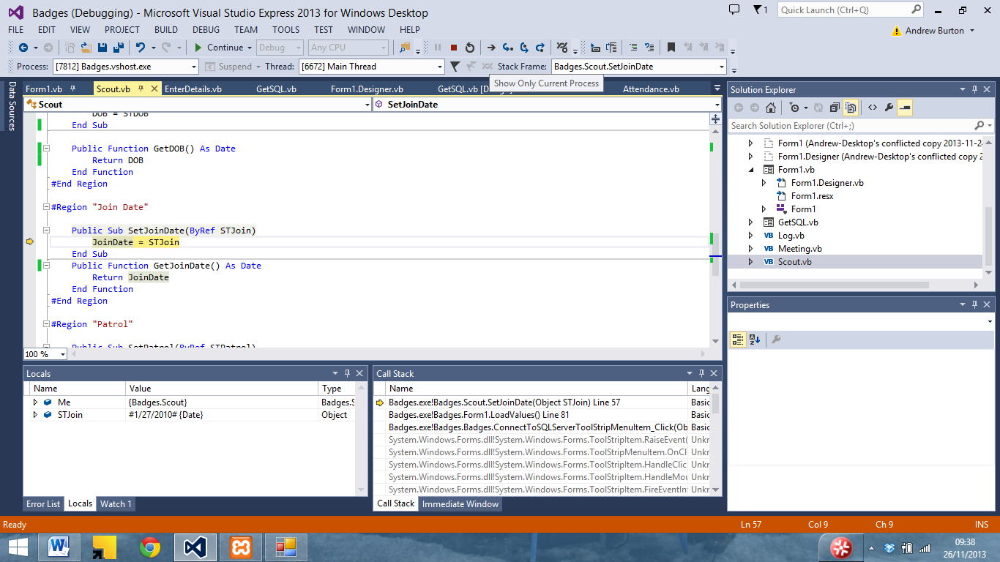 Badges (Debugging) - Microsoft Visual Studio Express 2013 for Windows Desktop
1
Quick Launch (Ctrl+Q)
FILE EDIT VIEW PROJECT BUILD DEBUG TEAM TOOLS TEST WINDOW HELP
Andrew Burton
Continue Debug Any CPU
Process: [7812] Badges.vshost.exe Suspend Thread: [6672] Main Thread Stack Frame: Badges.Scout.SetJoinDate
Show Only Current Process
Data Sources
Form1.vb Scout.vb EnterDetails.vb GetSQL.vb Form1.Designer.vb GetSQL.vb Attendance.vb
Scout SetJoinDate
DOB = STDOB
End Sub
Public Function GetDOB() As Date
Return DOB
End Function
#End Region
#Region "Join Date"
Public Sub SetJoinDate(ByRef STJoin)
JoinDate = STJoin
End Sub
Public Function GetJoinDate() As Date
Return JoinDate
End Function
#End Region
#Region "Patrol"
Public Sub SetPatrol(ByRef STPatrol)
100 %
Solution Explorer
Search Solution Explorer (Ctrl+;)
Form1 (Andrew-Desktop's conflicted copy 2013-11-24
Form1.Designer (Andrew-Desktop's conflicted copy 2
Form1.vb
Form1.Designer.vb
Form1.resx
Form1
GetSQL.vb
VB Log.vb
VB Meeting.vb
VB Scout.vb
Properties
Locals
Name Value Type
Me {Badges.Scout} Badges.S
STJoin #1/27/2010# {Date} Object
Error List Locals Watch 1
Call Stack
Name Lang
Badges.exe!Badges.Scout.SetJoinDate(Object STJoin) Line 57 Basic
Badges.exe!Badges.Form1.LoadValues() Line 81 Basic
Badges.exe!Badges.Badges.ConnectToSQLServerToolStripMenuItem_Click(Ob Basic
System.Windows.Forms.dll!System.Windows.Forms.ToolStripItem.RaiseEvent( Unkr
System.Windows.Forms.dll!System.Windows.Forms.ToolStripMenuItem.OnCl Unkr
System.Windows.Forms.dll!System.Windows.Forms.ToolStripItem.HandleClic Unkr
System.Windows.Forms.dll!System.Windows.Forms.ToolStripItem.HandleMou Unkr
System.Windows.Forms.dll!System.Windows.Forms.ToolStripItem.FireEventInt Unkr
Call Stack Immediate Window
Ready Ln 57 Col 9 Ch 9 INS
09:38
26/11/2013